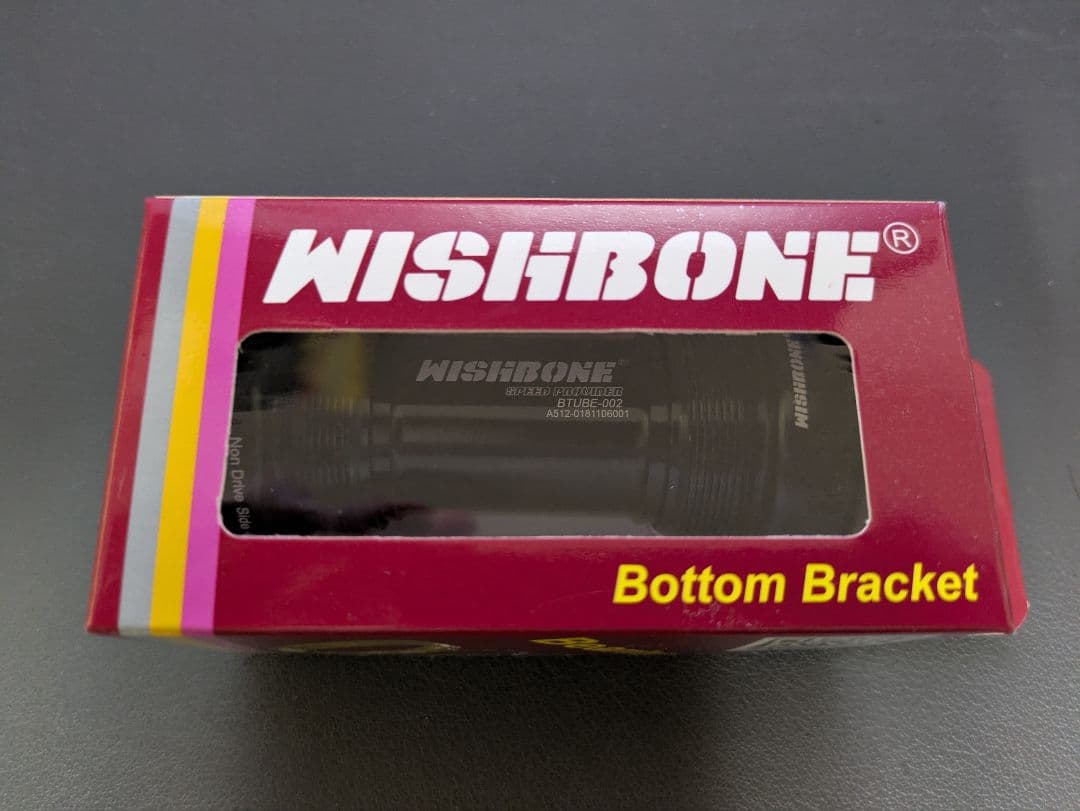 WISHBONE®
WISHBONE
SPEED PROVIDER
BTUBE-002
A512-0181106001
WISHBONE
Non Drive Side
Bottom Bracket